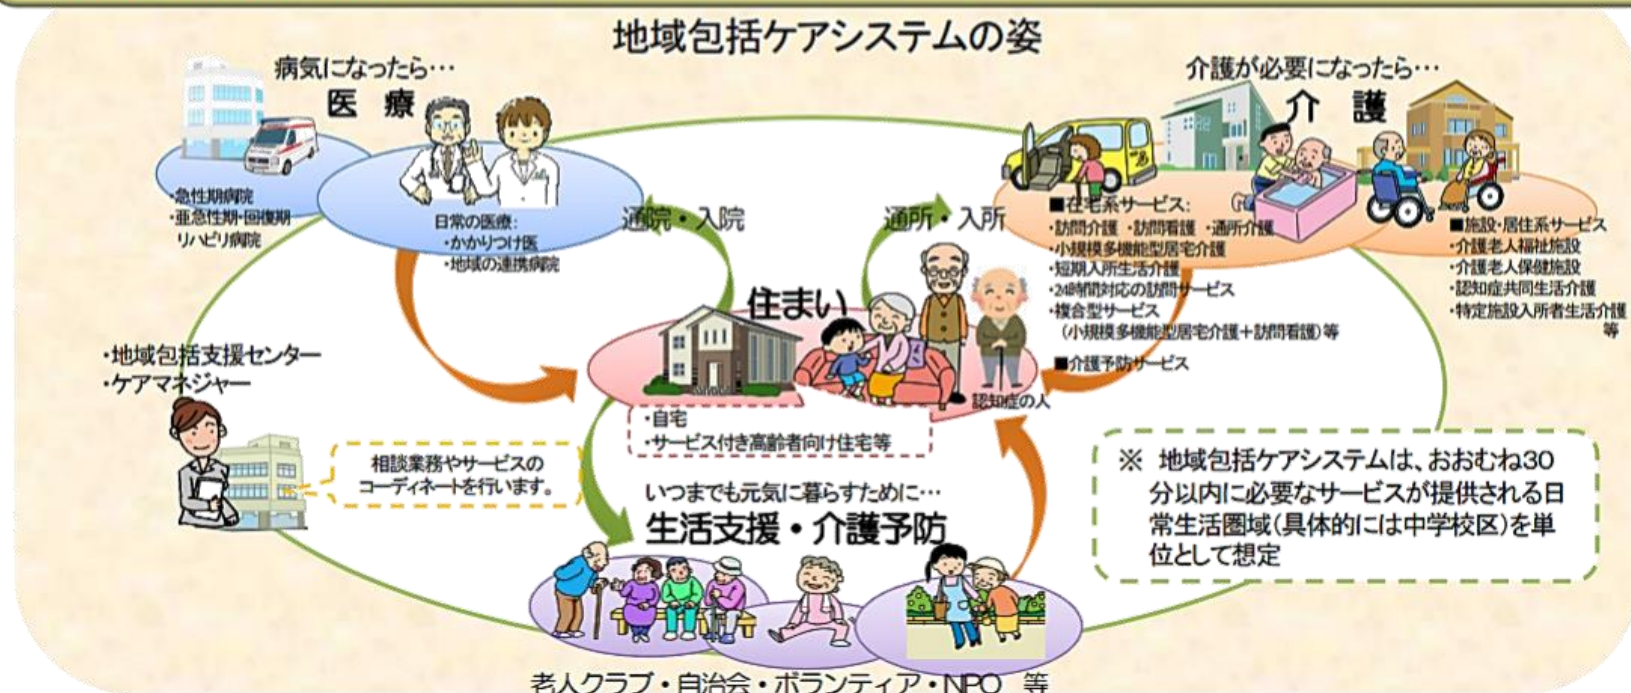 地域包括ケアシステムの姿
病気になったら…
医 療
・急性期病院
・亜急性期・回復期
リハビリ病院
日常の医療：
・かかりつけ医
・地域の連携病院
通院・入院
通所・入所
介護が必要になったら…
介 護
■在宅系サービス：
・訪問介護 ・訪問看護 ・通所介護
・小規模多機能型居宅介護
・短期入所生活介護
・24時間対応の訪問サービス
・複合型サービス
（小規模多機能型居宅介護＋訪問看護）等
■介護予防サービス
■施設・居住系サービス
・介護老人福祉施設
・介護老人保健施設
・認知症共同生活介護
・特定施設入所者生活介護
等
住まい
認知症の人
・自宅
・サービス付き高齢者向け住宅等
・地域包括支援センター
・ケアマネジャー
相談業務やサービスの
コーディネートを行います。
いつまでも元気に暮らすために…
生活支援・介護予防
老人クラブ・自治会・ボランティア・NPO 等
※ 地域包括ケアシステムは、おおむね30
分以内に必要なサービスが提供される日
常生活圏域（具体的には中学校区）を単
位として想定